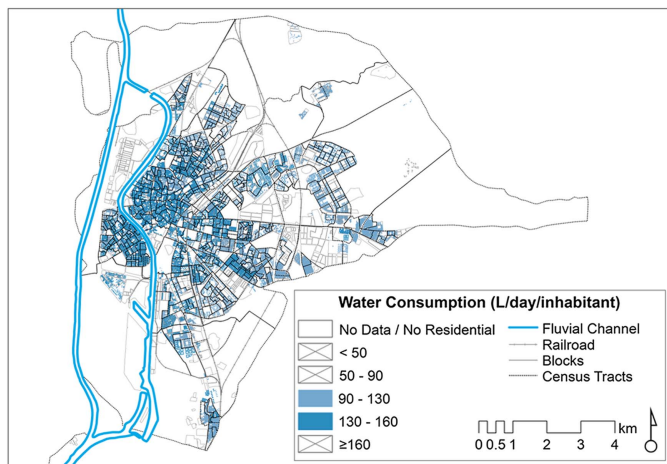 Water Consumption (L/day/inhabitant)
No Data / No Residential
< 50
50 - 90
90 - 130
130 - 160
≥160
Fluvial Channel
Railroad
Blocks
Census Tracts
km
0 0.5 1 2 3 4